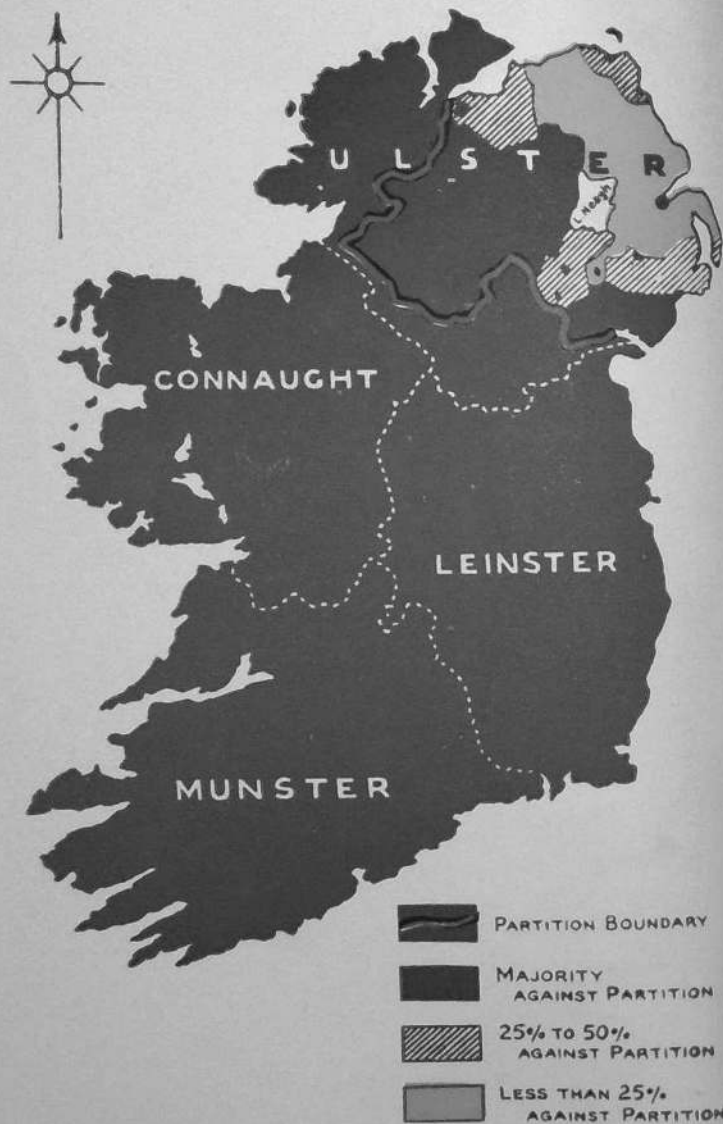 ULSTER
L. Neagh
CONNAUGHT
LEINSTER
MUNSTER
PARTITION BOUNDARY
MAJORITY
AGAINST PARTITION
25% TO 50%
AGAINST PARTITION
LESS THAN 25%
AGAINST PARTITION